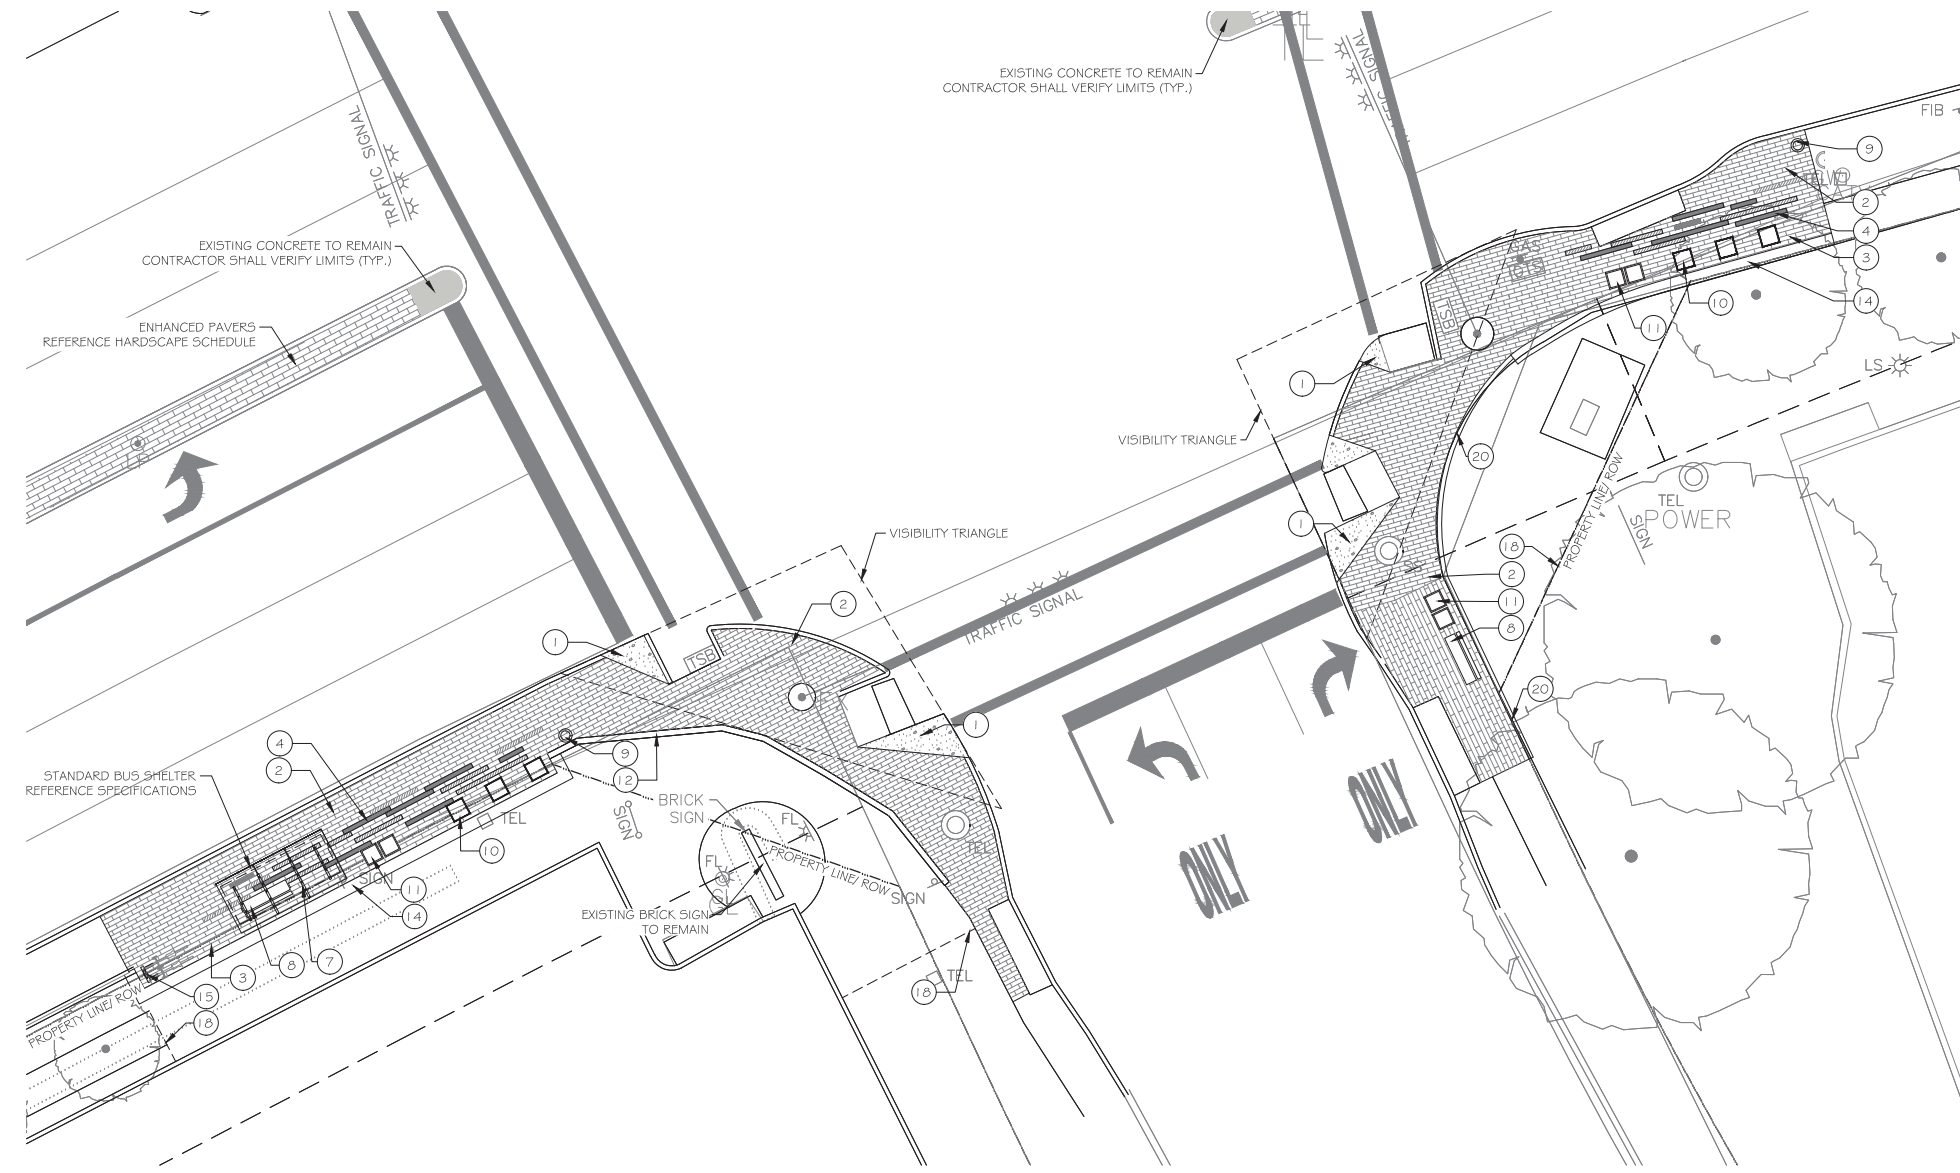 EXISTING CONCRETE TO REMAIN
CONTRACTOR SHALL VERIFY LIMITS (TYP.)
TRAFFIC SIGNAL
TRAFFIC SIGNAL
FIB
9
2
4
3
14
10
11
GAS
CTS
EXISTING CONCRETE TO REMAIN
CONTRACTOR SHALL VERIFY LIMITS (TYP.)
ENHANCED PAVERS
REFERENCE HARDSCAPE SCHEDULE
TSB
LS
1
VISIBILITY TRIANGLE
20
LP
PROPERTY LINE/ ROW
TEL
POWER
SIGN
1
VISIBILITY TRIANGLE
18
2
11
8
20
TRAFFIC SIGNAL
2
1
TSB
1
4
2
9
12
STANDARD BUS SHELTER
REFERENCE SPECIFICATIONS
BRICK
SIGN
SIGN
FL
TEL
10
TEL
FL
PROPERTY LINE/ ROW
SIGN
SIGN
11
14
EXISTING BRICK SIGN
TO REMAIN
ONLY
ONLY
7
8
3
15
18
TEL
18
PROPERTY LINE/ ROW